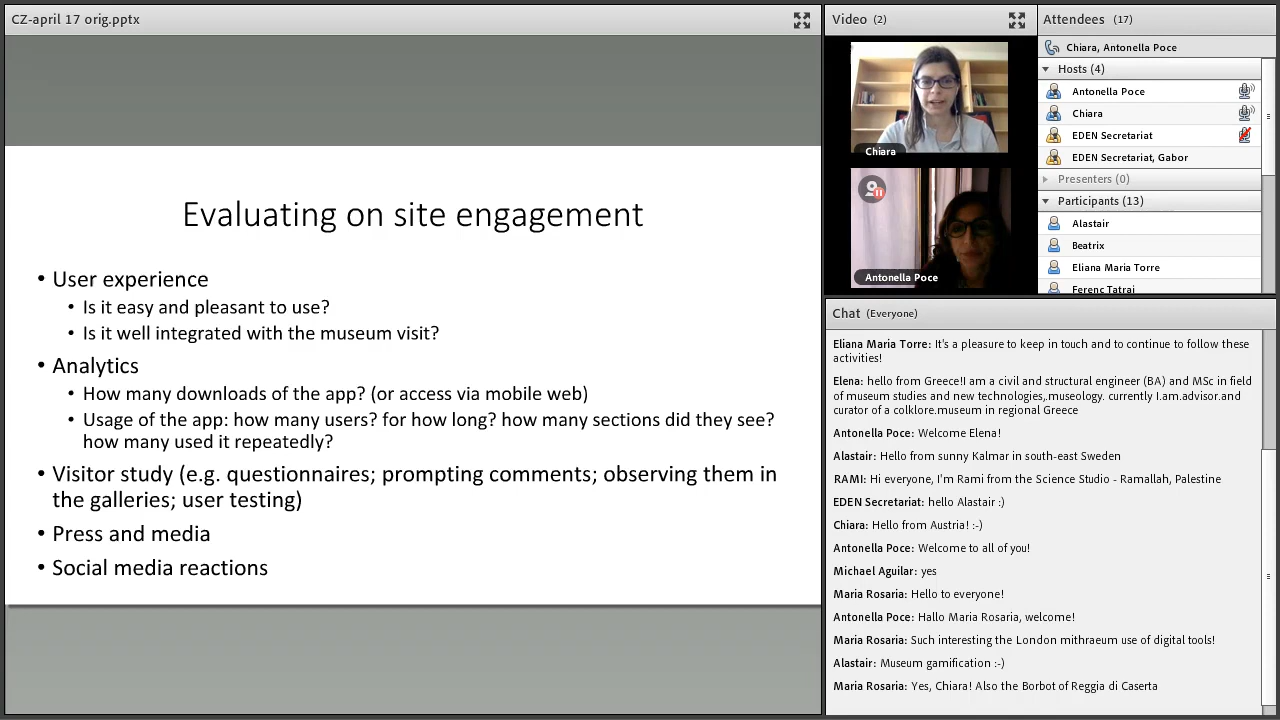 CZ-april 17 orig.pptx
Evaluating on site engagement
• User experience
• Is it easy and pleasant to use?
• Is it well integrated with the museum visit?
• Analytics
• How many downloads of the app? (or access via mobile web)
• Usage of the app: how many users? for how long? how many sections did they see?
how many used it repeatedly?
• Visitor study (e.g. questionnaires; prompting comments; observing them in
the galleries; user testing)
• Press and media
• Social media reactions
Video (2)
Chiara
Antonella Poce
Attendees (17)
Chiara, Antonella Poce
Hosts (4)
Antonella Poce
Chiara
EDEN Secretariat
EDEN Secretariat, Gabor
Presenters (0)
Participants (13)
Alastair
Beatrix
Eliana Maria Torre
Ferenc Tatrai
Chat (Everyone)
Eliana Maria Torre: It's a pleasure to keep in touch and to continue to follow these
activities!
Elena: hello from Greece!I am a civil and structural engineer (BA) and MSc in field
of museum studies and new technologies,.museology. currently I.am.advisor.and
curator of a colklore.museum in regional Greece
Antonella Poce: Welcome Elena!
Alastair: Hello from sunny Kalmar in south-east Sweden
RAMI: Hi everyone, I'm Rami from the Science Studio - Ramallah, Palestine
EDEN Secretariat: hello Alastair :)
Chiara: Hello from Austria! :-)
Antonella Poce: Welcome to all of you!
Michael Aguilar: yes
Maria Rosaria: Hello to everyone!
Antonella Poce: Hallo Maria Rosaria, welcome!
Maria Rosaria: Such interesting the London mithraeum use of digital tools!
Alastair: Museum gamification :-)
Maria Rosaria: Yes, Chiara! Also the Borbot of Reggia di Caserta